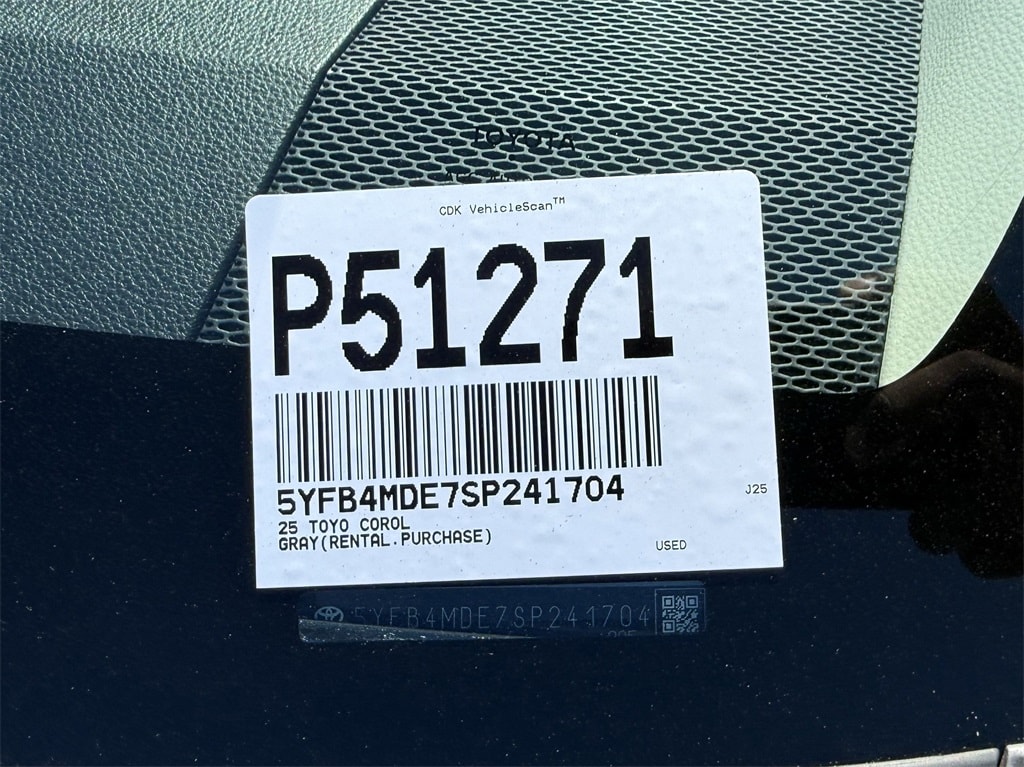 TOYOTA
CDK VehicleScan™
P51271
5YFB4MDE7SP241704
J25
25 TOYO COROL
GRAY(RENTAL.PURCHASE)
USED
5YFB4MDE7SP241704